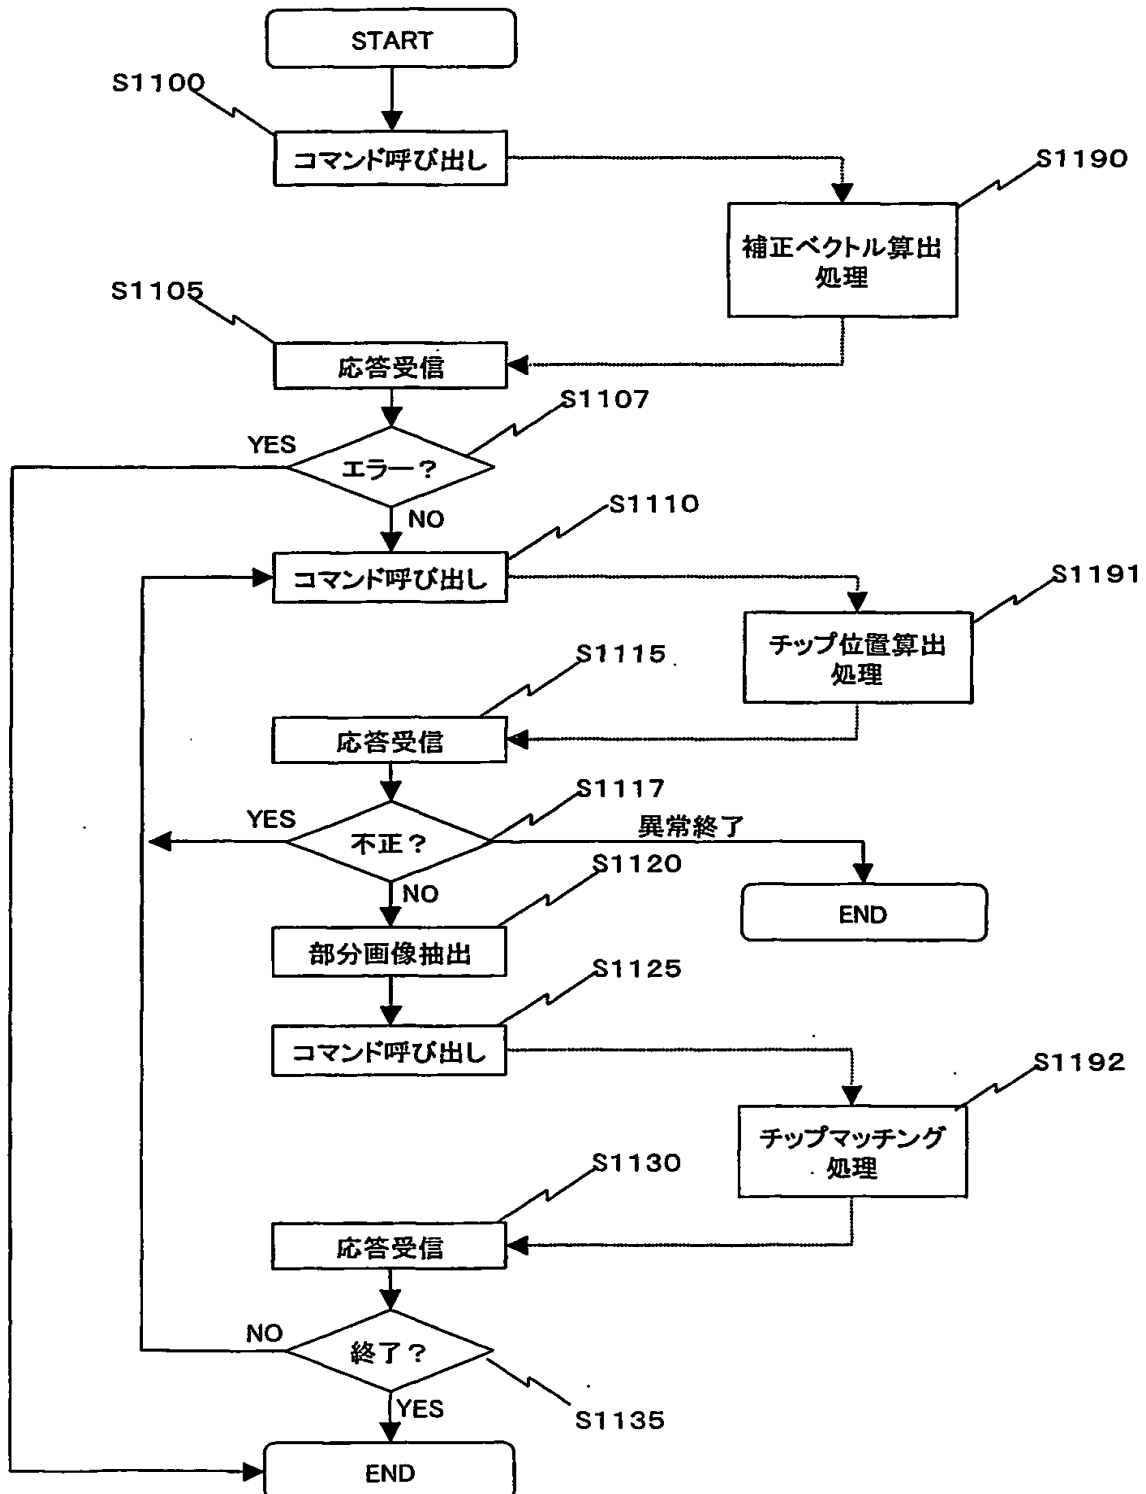 START
S1100
コマンド呼び出し
S1190
補正ベクトル算出
処理
S1105
応答受信
S1107
YES
エラー？
NO
S1110
コマンド呼び出し
S1191
チップ位置算出
処理
S1115
応答受信
S1117
YES
不正？
異常終了
NO
S1120
END
部分画像抽出
S1125
コマンド呼び出し
S1192
チップマッチング
処理
S1130
応答受信
NO
終了？
YES
S1135
END